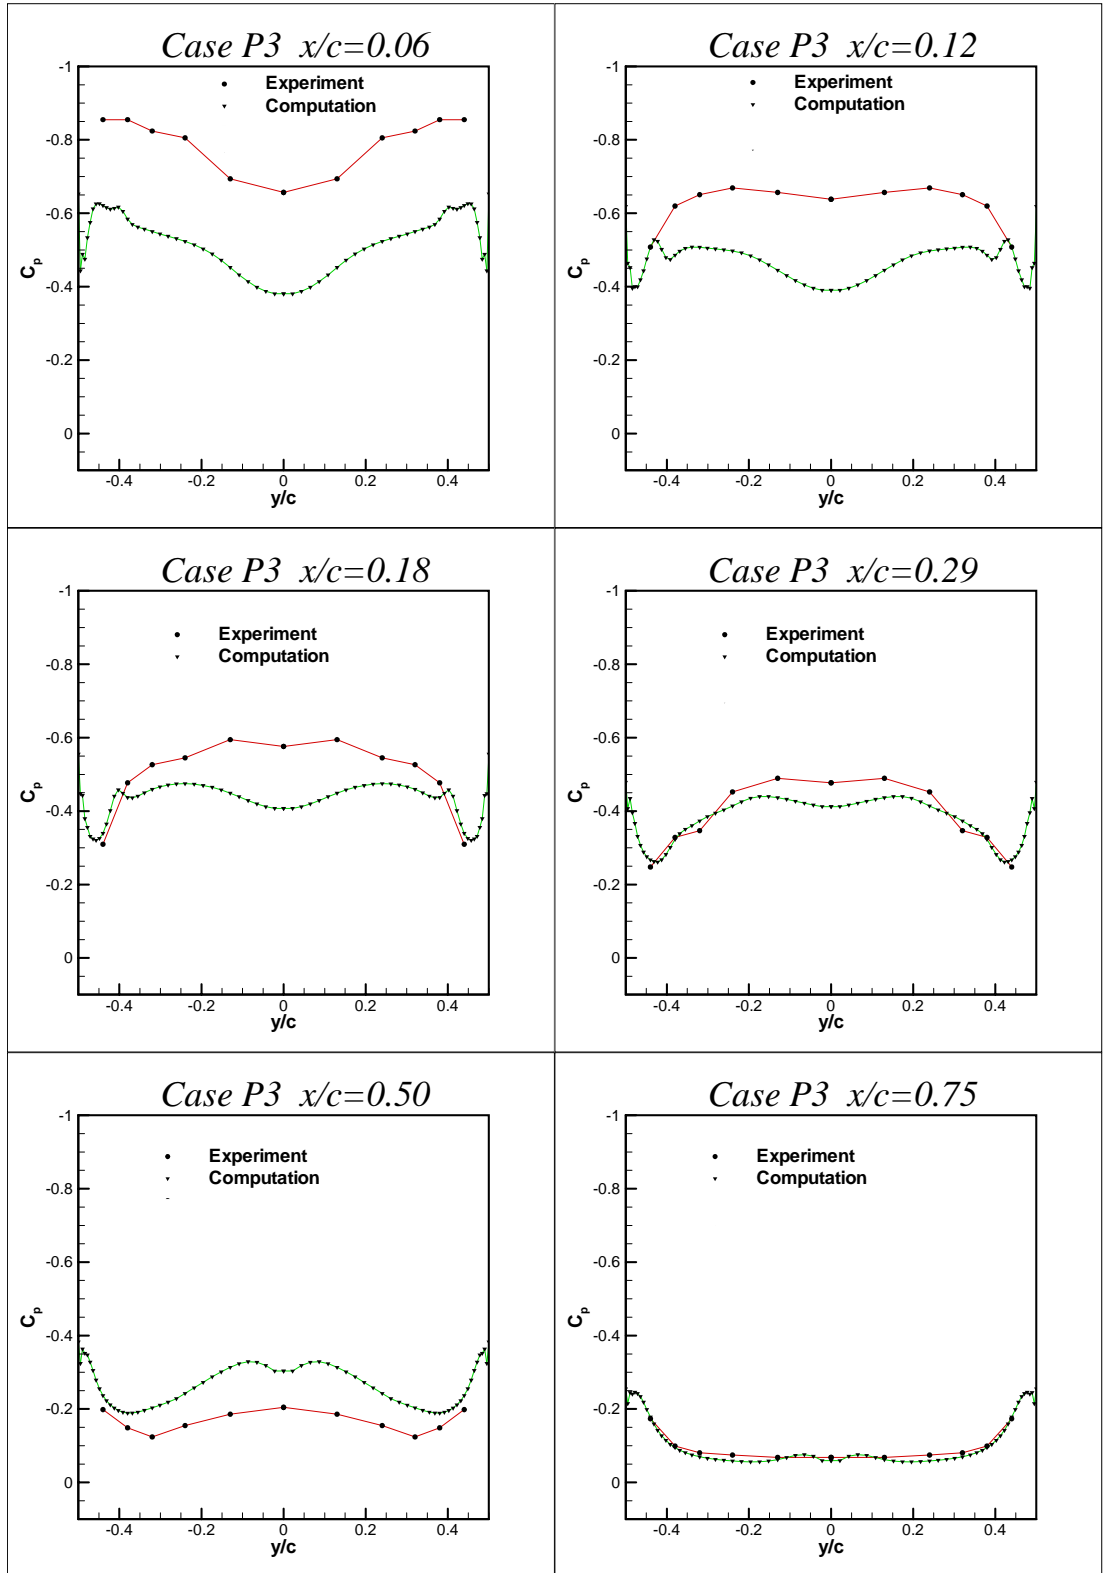 Case P3 x/c=0.06
Experiment
Computation
-1
-0.8
-0.6
-0.4
-0.2
0
Cp
-0.4
-0.2
0
0.2
0.4
y/c
Case P3 x/c=0.12
Experiment
Computation
-1
-0.8
-0.6
-0.4
-0.2
0
Cp
-0.4
-0.2
0
0.2
0.4
y/c
Case P3 x/c=0.18
Experiment
Computation
-1
-0.8
-0.6
-0.4
-0.2
0
Cp
-0.4
-0.2
0
0.2
0.4
y/c
Case P3 x/c=0.29
Experiment
Computation
-1
-0.8
-0.6
-0.4
-0.2
0
Cp
-0.4
-0.2
0
0.2
0.4
y/c
Case P3 x/c=0.50
Experiment
Computation
-1
-0.8
-0.6
-0.4
-0.2
0
Cp
-0.4
-0.2
0
0.2
0.4
y/c
Case P3 x/c=0.75
Experiment
Computation
-1
-0.8
-0.6
-0.4
-0.2
0
Cp
-0.4
-0.2
0
0.2
0.4
y/c